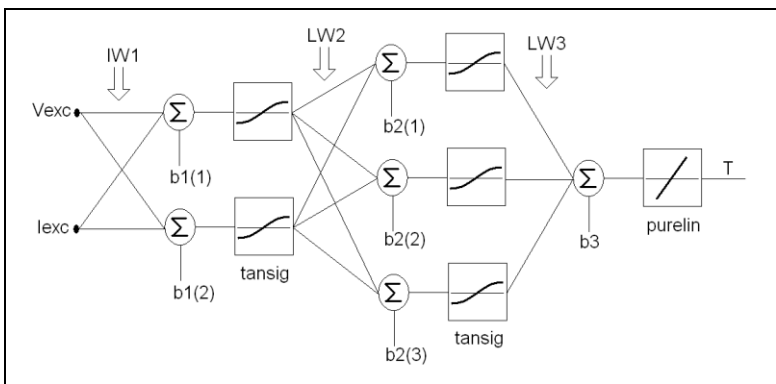 IW1
LW2
LW3
Vexc
Σ
b1(1)
Iexc
Σ
b1(2)
tansig
Σ
b2(1)
Σ
b2(2)
Σ
b2(3)
tansig
Σ
b3
purelin
T